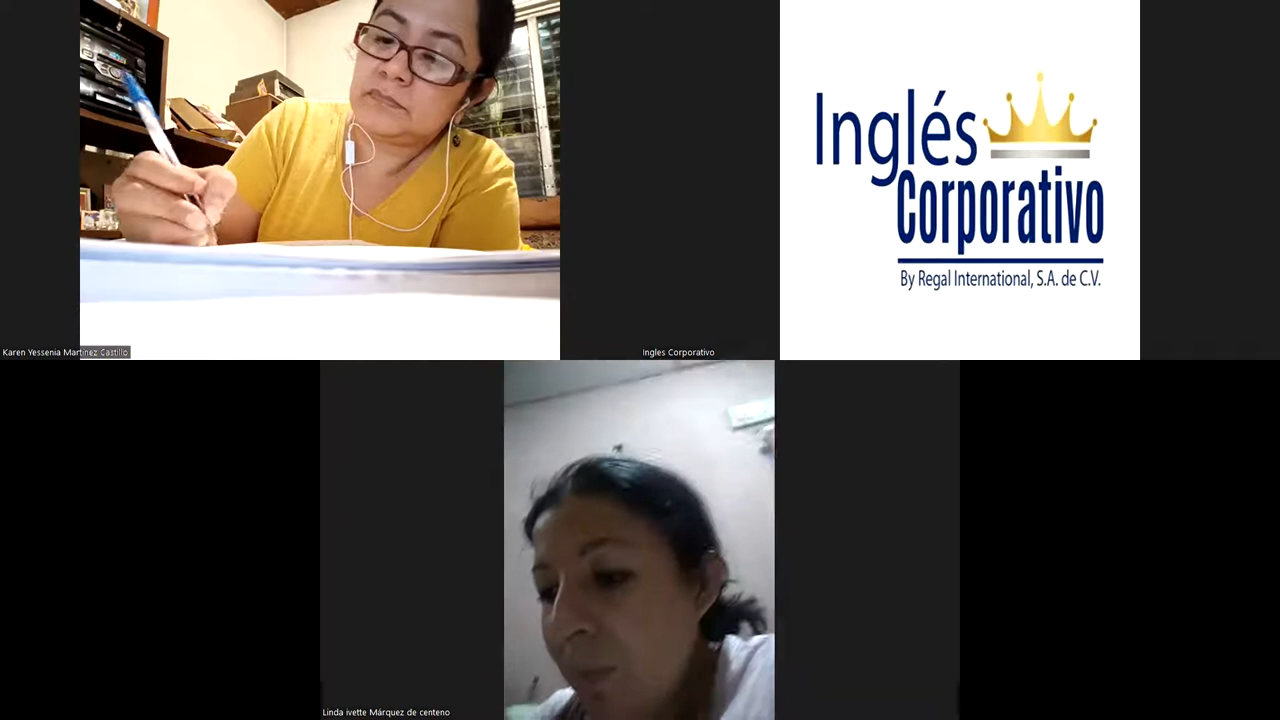 Inglés
Corporativo
By Regal International, S.A. de C.V.
Karen Yessenia Martinez Castillo
Ingles Corporativo
Linda ivette Márquez de centeno